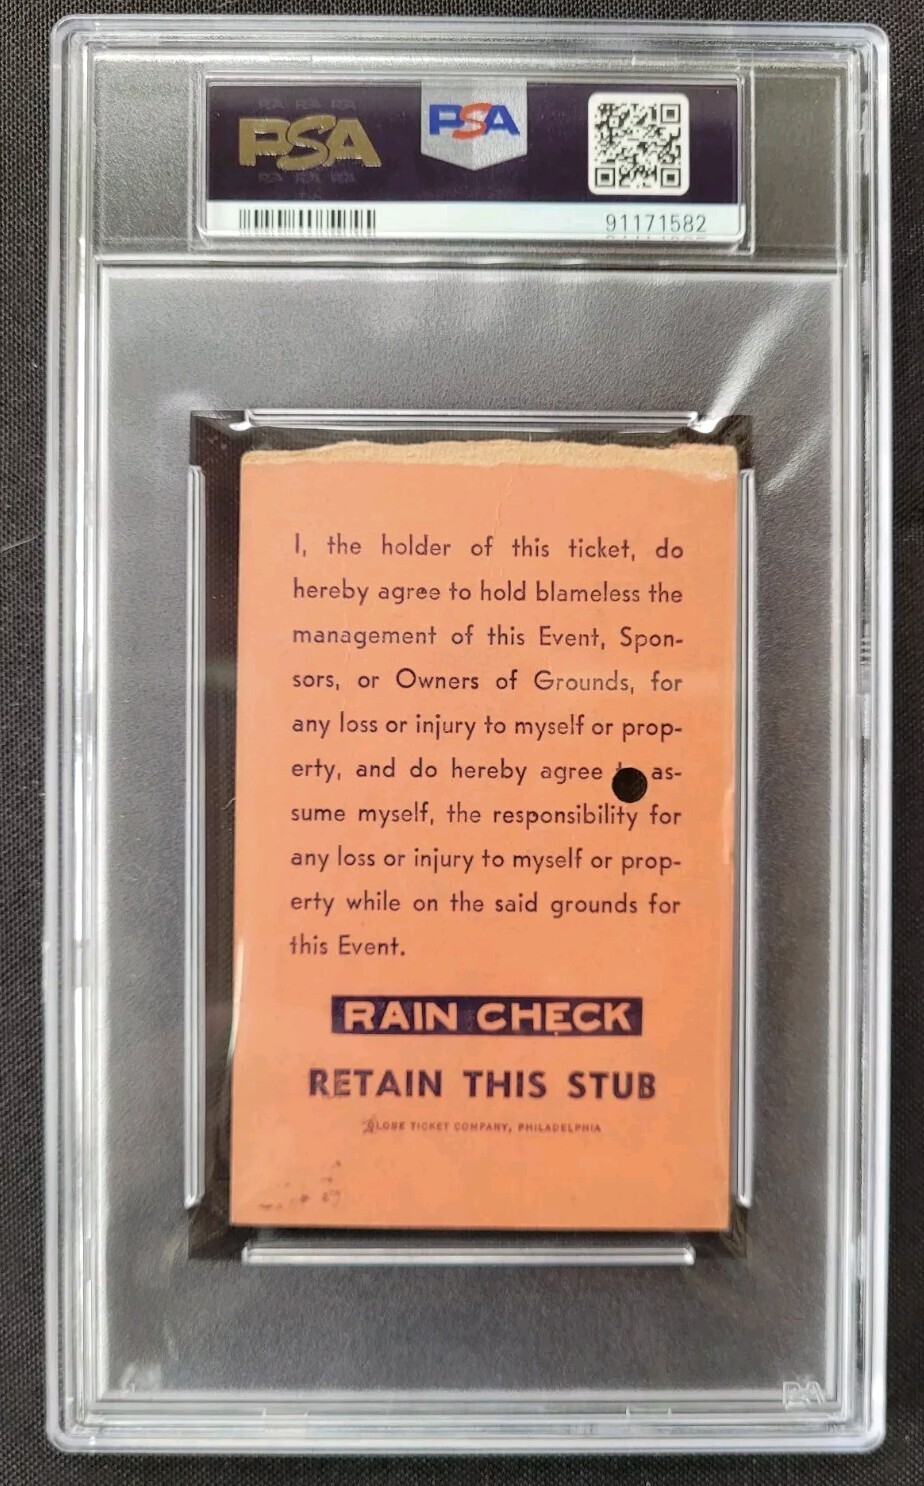 PSA
PSA
91171582
I, the holder of this ticket, do
hereby agree to hold blameless the
management of this Event, Spon-
sors, or Owners of Grounds, for
any loss or injury to myself or prop-
erty, and do hereby agree as-
sume myself, the responsibility for
any loss or injury to myself or prop-
erty while on the said grounds for
this Event.
RAIN CHECK
RETAIN THIS STUB
GLOBE TICKET COMPANY, PHILADELPHIA
PSA